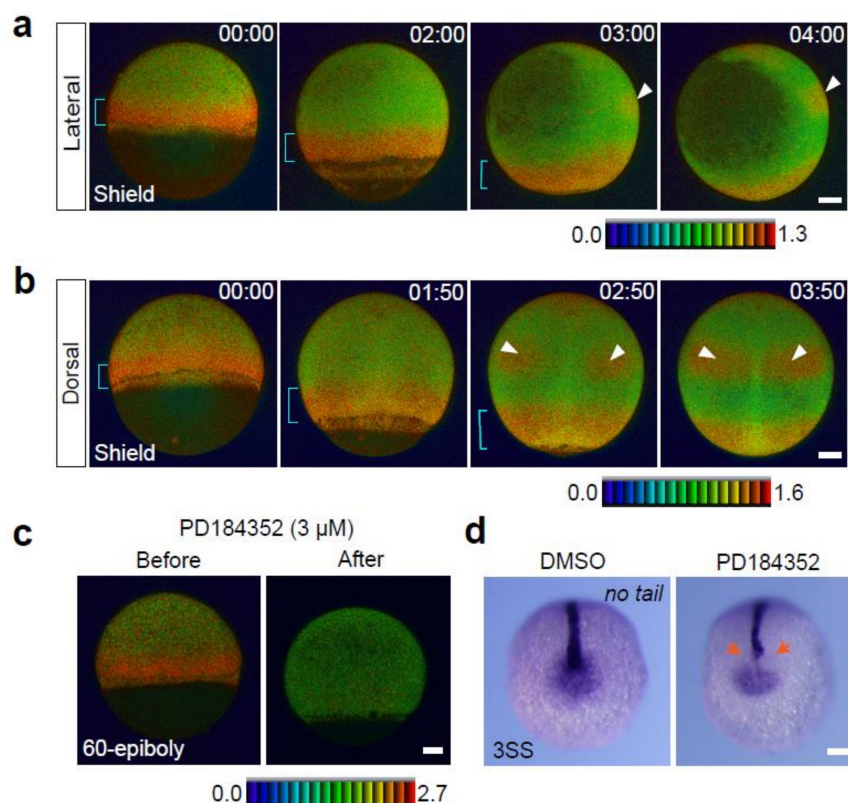 a
Lateral
00:00
02:00
03:00
04:00
Shield
0.0
1.3
b
Dorsal
00:00
01:50
02:50
03:50
Shield
0.0
1.6
c
PD184352 (3 µM)
Before
After
60-epiboly
0.0
2.7
d
DMSO
PD184352
no tail
3SS